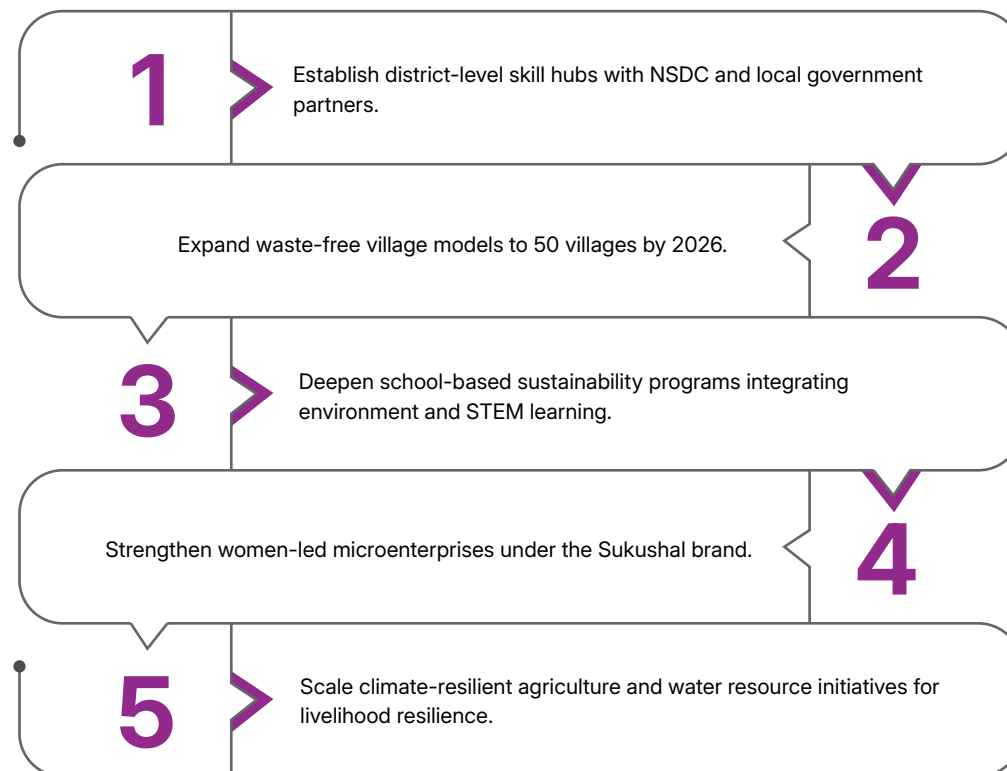 1
Establish district-level skill hubs with NSDC and local government
partners.
Expand waste-free village models to 50 villages by 2026.
2
3
Deepen school-based sustainability programs integrating
environment and STEM learning.
Strengthen women-led microenterprises under the Sukushal brand.
4
5
Scale climate-resilient agriculture and water resource initiatives for
livelihood resilience.